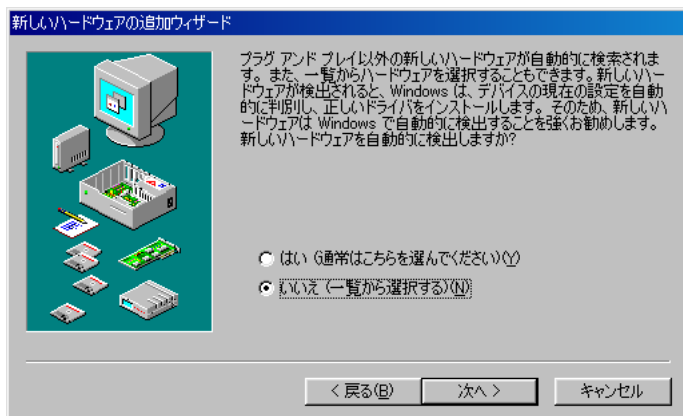 新しいハードウェアの追加ウィザード
プラグ アンド プレイ以外の新しいハードウェアが自動的に検索されま
す。また、一覧からハードウェアを選択することもできます。新しいハー
ドウェアが検出されると、Windows は、デバイスの現在の設定を自動
的に判別し、正しいドライバをインストールします。そのため、新しいハ
ードウェアは Windows で自動的に検出することを強くお勧めします。
新しいハードウェアを自動的に検出しますか?
はい (通常はこちらを選んでください)(Y)
いいえ (一覧から選択する)(N)
< 戻る(B)
次へ >
キャンセル